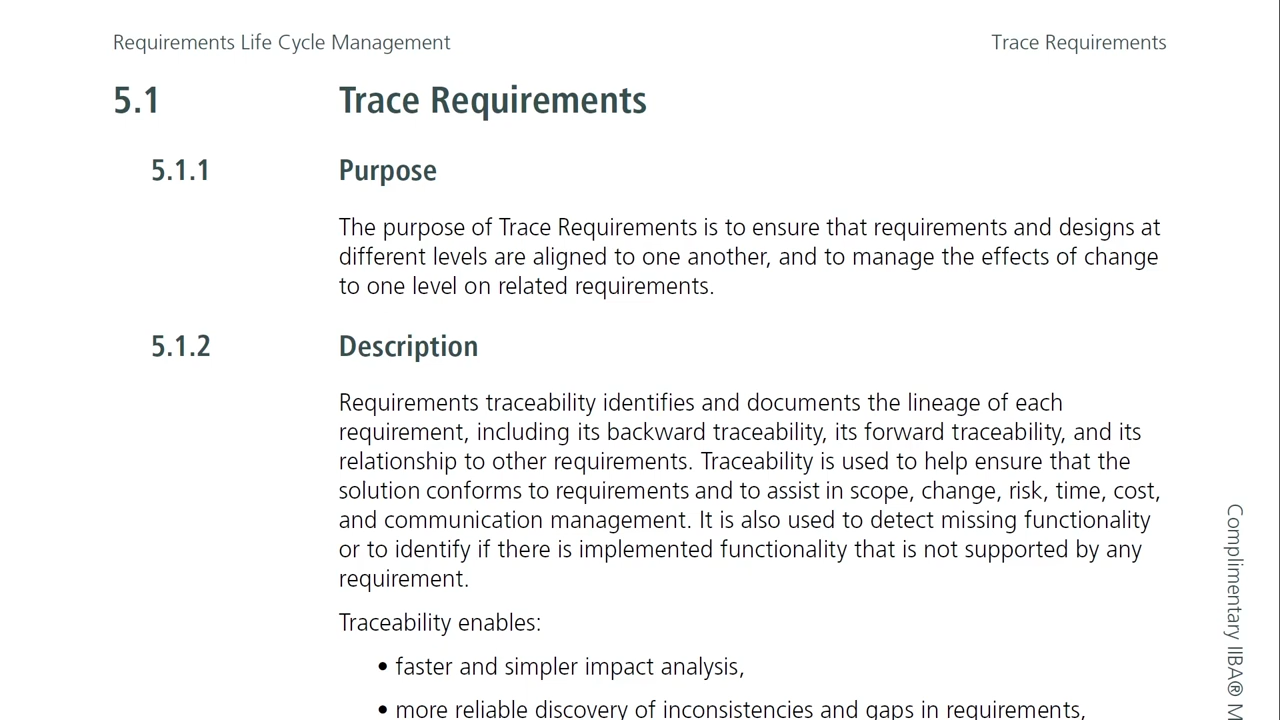 Requirements Life Cycle Management
Trace Requirements
5.1 Trace Requirements
5.1.1 Purpose
The purpose of Trace Requirements is to ensure that requirements and designs at
different levels are aligned to one another, and to manage the effects of change
to one level on related requirements.
5.1.2 Description
Requirements traceability identifies and documents the lineage of each
requirement, including its backward traceability, its forward traceability, and its
relationship to other requirements. Traceability is used to help ensure that the
solution conforms to requirements and to assist in scope, change, risk, time, cost,
and communication management. It is also used to detect missing functionality
or to identify if there is implemented functionality that is not supported by any
requirement.
Traceability enables:
• faster and simpler impact analysis,
• more reliable discovery of inconsistencies and gaps in requirements,
Complimentary IIBA® M